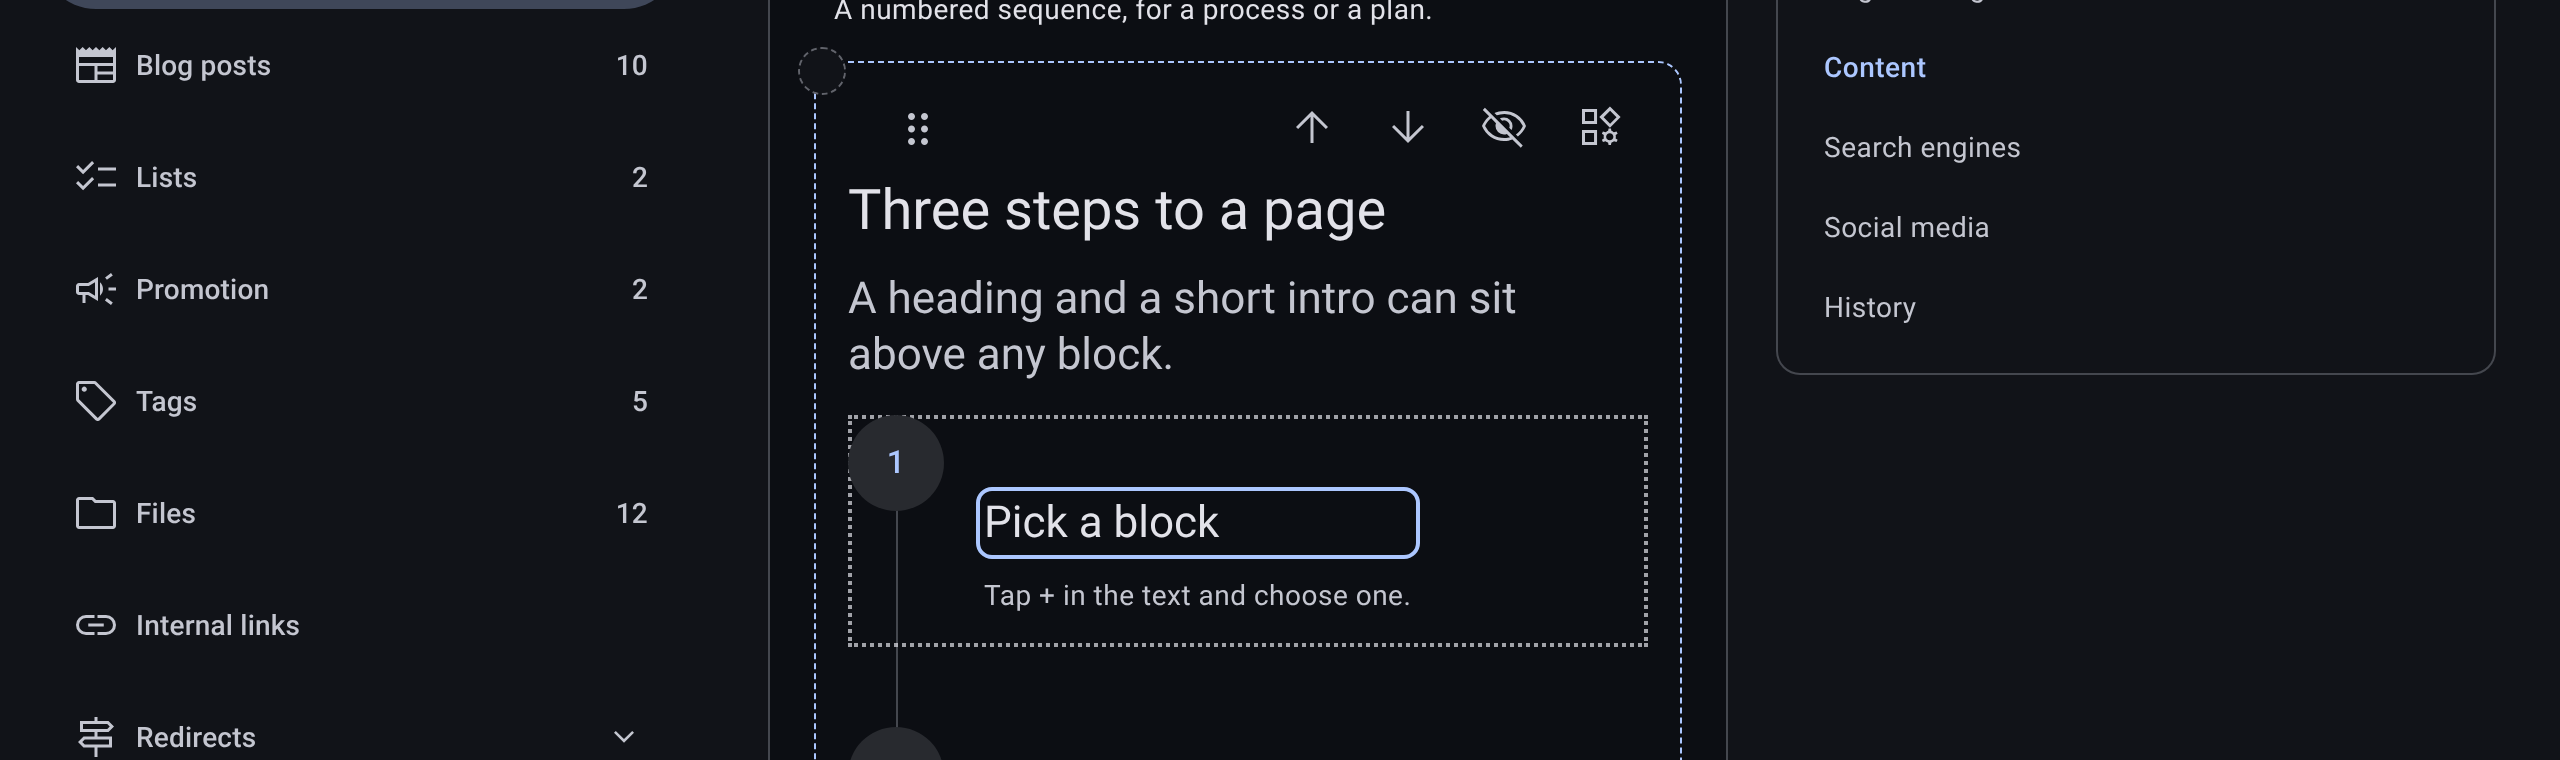 A numbered sequence, for a process or a plan.
Blog posts 10
Lists 2
Promotion 2
Tags 5
Files 12
Internal links
Redirects
Three steps to a page
A heading and a short intro can sit
above any block.
1
Pick a block
Tap + in the text and choose one.
Content
Search engines
Social media
History